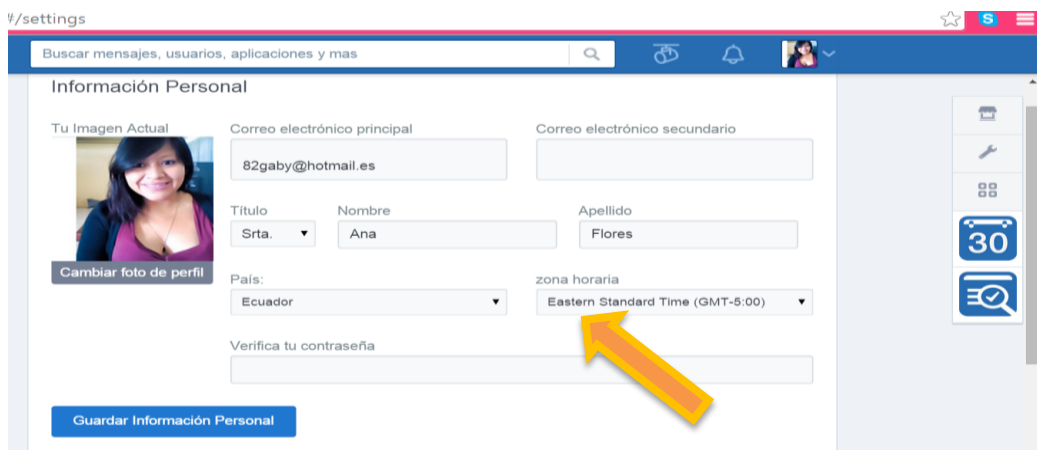 #/settings
S
Buscar mensajes, usuarios, aplicaciones y mas
Información Personal
Tu Imagen Actual
Correo electrónico principal
Correo electrónico secundario
82gaby@hotmail.es
Título
Nombre
Apellido
Srta.
Ana
Flores
Cambiar foto de perfil
País:
zona horaria
Ecuador
Eastern Standard Time (GMT-5:00)
Verifica tu contraseña
Guardar Información Personal
30